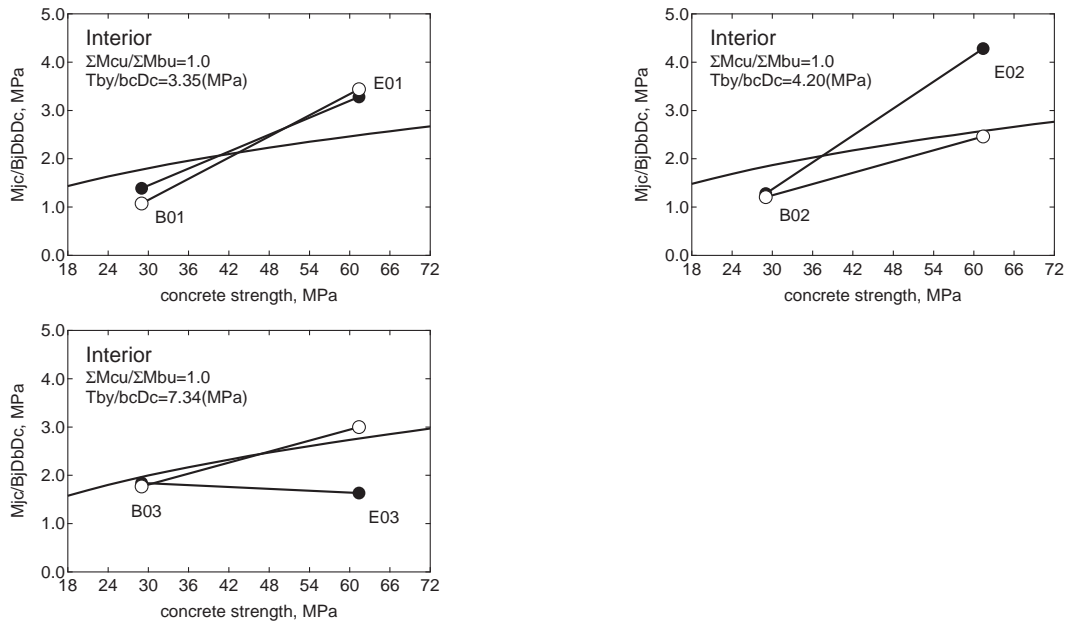 5.0
4.0
3.0
2.0
1.0
0.0
Mjc/BjDbDc, MPa
Interior
ΣMcu/ΣMbu=1.0
Tby/bcDc=3.35(MPa)
E01
B01
18 24 30 36 42 48 54 60 66 72
concrete strength, MPa
5.0
4.0
3.0
2.0
1.0
0.0
Mjc/BjDbDc, MPa
Interior
ΣMcu/ΣMbu=1.0
Tby/bcDc=4.20(MPa)
E02
B02
18 24 30 36 42 48 54 60 66 72
concrete strength, MPa
5.0
4.0
3.0
2.0
1.0
0.0
Mjc/BjDbDc, MPa
Interior
ΣMcu/ΣMbu=1.0
Tby/bcDc=7.34(MPa)
B03
E03
18 24 30 36 42 48 54 60 66 72
concrete strength, MPa